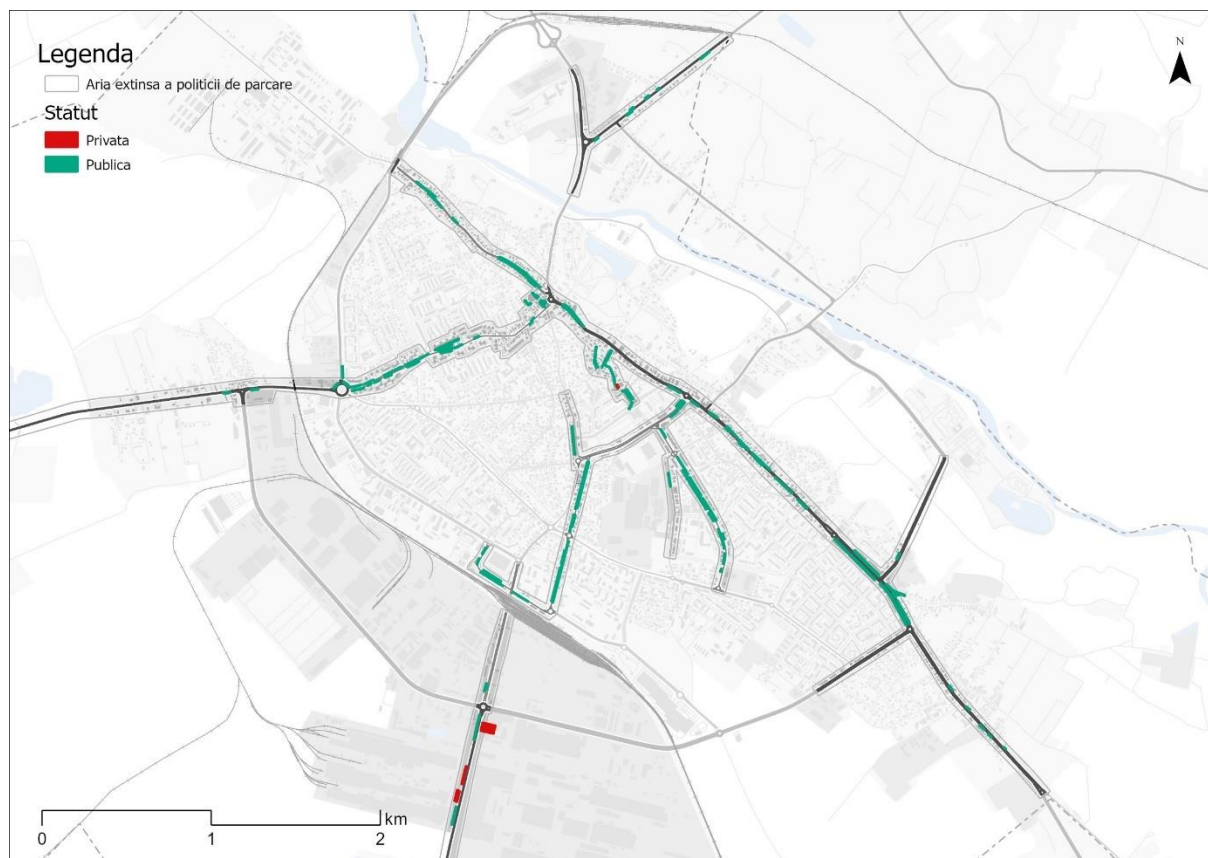 Legenda
Aria extinsa a politicii de parcare
Statut
Privata
Publica
N
km
0 1 2